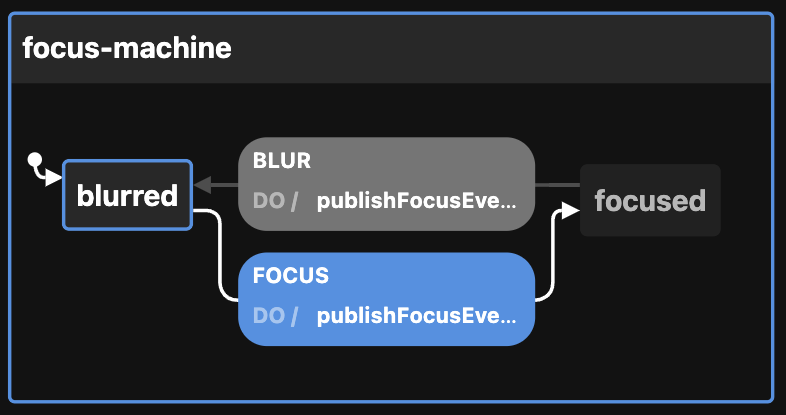 focus-machine
blurred
BLUR
DO / publishFocusEve...
FOCUS
DO / publishFocusEve...
focused